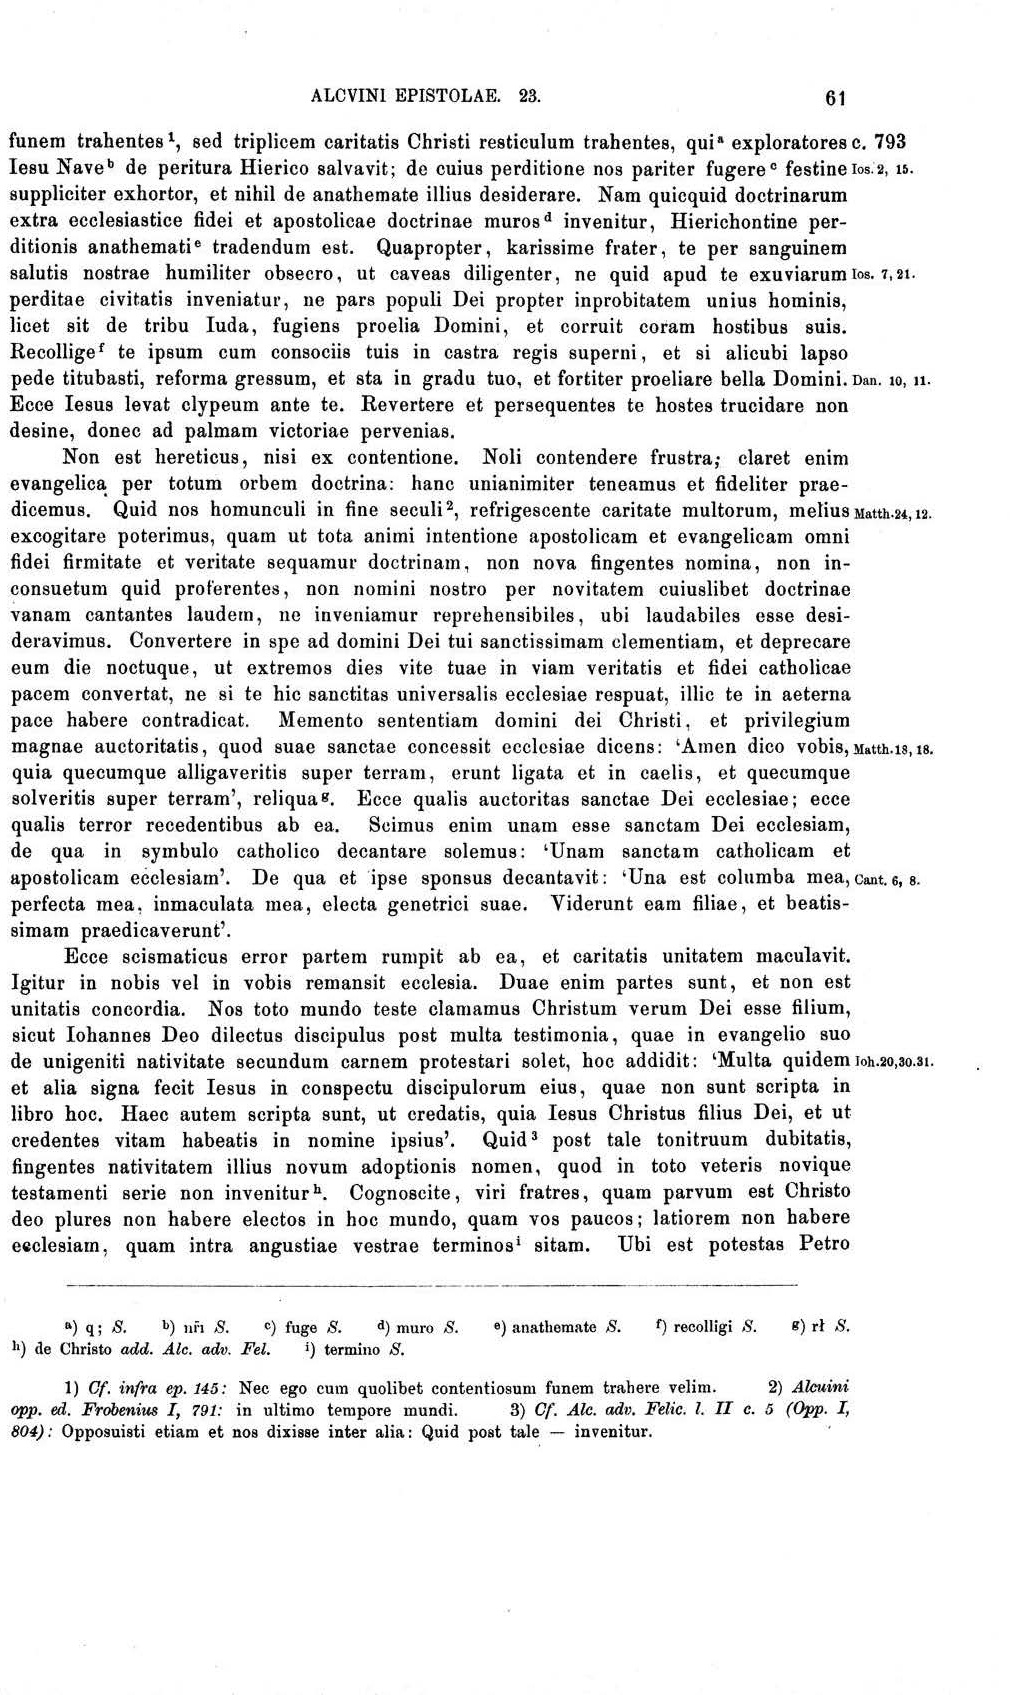 ALCVINI EPISTOLAE. 23. 61
funem trahentes¹, sed triplicem caritatis Christi resticulum trahentes, quiᵃ exploratores c. 793
Iesu Naveᵇ de peritura Hierico salvavit; de cuius perditione nos pariter fugereᶜ festine Ios. 2, 15.
suppliciter exhortor, et nihil de anathemate illius desiderare. Nam quicquid doctrinarum
extra ecclesiastice fidei et apostolicae doctrinae murosᵈ invenitur, Hierichontine per-
ditionis anathematiᵉ tradendum est. Quapropter, karissime frater, te per sanguinem
salutis nostrae humiliter obsecro, ut caveas diligenter, ne quid apud te exuviarum Ios. 7, 21.
perditae civitatis inveniatur, ne pars populi Dei propter inprobitatem unius hominis,
licet sit de tribu Iuda, fugiens proelia Domini, et corruit coram hostibus suis.
Recolligeᶠ te ipsum cum consociis tuis in castra regis superni, et si alicubi lapso
pede titubasti, reforma gressum, et sta in gradu tuo, et fortiter proeliare bella Domini. Dan. 10, 11.
Ecce Iesus levat clypeum ante te. Revertere et persequentes te hostes trucidare non
desine, donec ad palmam victoriae pervenias.
Non est hereticus, nisi ex contentione. Noli contendere frustra; claret enim
evangelica per totum orbem doctrina: hanc unianimiter teneamus et fideliter prae-
dicemus. Quid nos homunculi in fine seculi², refrigescente caritate multorum, melius Matth. 24, 12.
excogitare poterimus, quam ut tota animi intentione apostolicam et evangelicam omni
fidei firmitate et veritate sequamur doctrinam, non nova fingentes nomina, non in-
consuetum quid proferentes, non nomini nostro per novitatem cuiuslibet doctrinae
vanam cantantes laudem, ne inveniamur reprehensibiles, ubi laudabiles esse desi-
deravimus. Convertere in spe ad domini Dei tui sanctissimam clementiam, et deprecare
eum die noctuque, ut extremos dies vite tuae in viam veritatis et fidei catholicae
pacem convertat, ne si te hic sanctitas universalis ecclesiae respuat, illic te in aeterna
pace habere contradicat. Memento sententiam domini dei Christi, et privilegium
magnae auctoritatis, quod suae sanctae concessit ecclesiae dicens: ‘Amen dico vobis, Matth. 18, 18.
quia quecumque alligaveritis super terram, erunt ligata et in caelis, et quecumque
solveritis super terram’, reliquaᵍ. Ecce qualis auctoritas sanctae Dei ecclesiae; ecce
qualis terror recedentibus ab ea. Scimus enim unam esse sanctam Dei ecclesiam,
de qua in symbulo catholico decantare solemus: ‘Unam sanctam catholicam et
apostolicam ecclesiam’. De qua et ipse sponsus decantavit: ‘Una est columba mea, Cant. 6, 8.
perfecta mea, inmaculata mea, electa genetrici suae. Viderunt eam filiae, et beatis-
simam praedicaverunt’.
Ecce scismaticus error partem rumpit ab ea, et caritatis unitatem maculavit.
Igitur in nobis vel in vobis remansit ecclesia. Duae enim partes sunt, et non est
unitatis concordia. Nos toto mundo teste clamamus Christum verum Dei esse filium,
sicut Iohannes Deo dilectus discipulus post multa testimonia, quae in evangelio suo
de unigeniti nativitate secundum carnem protestari solet, hoc addidit: ‘Multa quidem Ioh. 20, 30. 31.
et alia signa fecit Iesus in conspectu discipulorum eius, quae non sunt scripta in
libro hoc. Haec autem scripta sunt, ut credatis, quia Iesus Christus filius Dei, et ut
credentes vitam habeatis in nomine ipsius’. Quid³ post tale tonitruum dubitatis,
fingentes nativitatem illius novum adoptionis nomen, quod in toto veteris novique
testamenti serie non inveniturʰ. Cognoscite, viri fratres, quam parvum est Christo
deo plures non habere electos in hoc mundo, quam vos paucos; latiorem non habere
ecclesiam, quam intra angustiae vestrae terminosⁱ sitam. Ubi est potestas Petro
ᵃ) q; S. ᵇ) nr̄i S. ᶜ) fuge S. ᵈ) muro S. ᵉ) anathemate S. ᶠ) recolligi S. ᵍ) rł S.
ʰ) de Christo add. Alc. adv. Fel. ⁱ) termino S.
1) Cf. infra ep. 145: Nec ego cum quolibet contentiosum funem trahere velim. 2) Alcuini
opp. ed. Frobenius I, 791: in ultimo tempore mundi. 3) Cf. Alc. adv. Felic. l. II c. 5 (Opp. I,
804): Opposuisti etiam et nos dixisse inter alia: Quid post tale — invenitur.